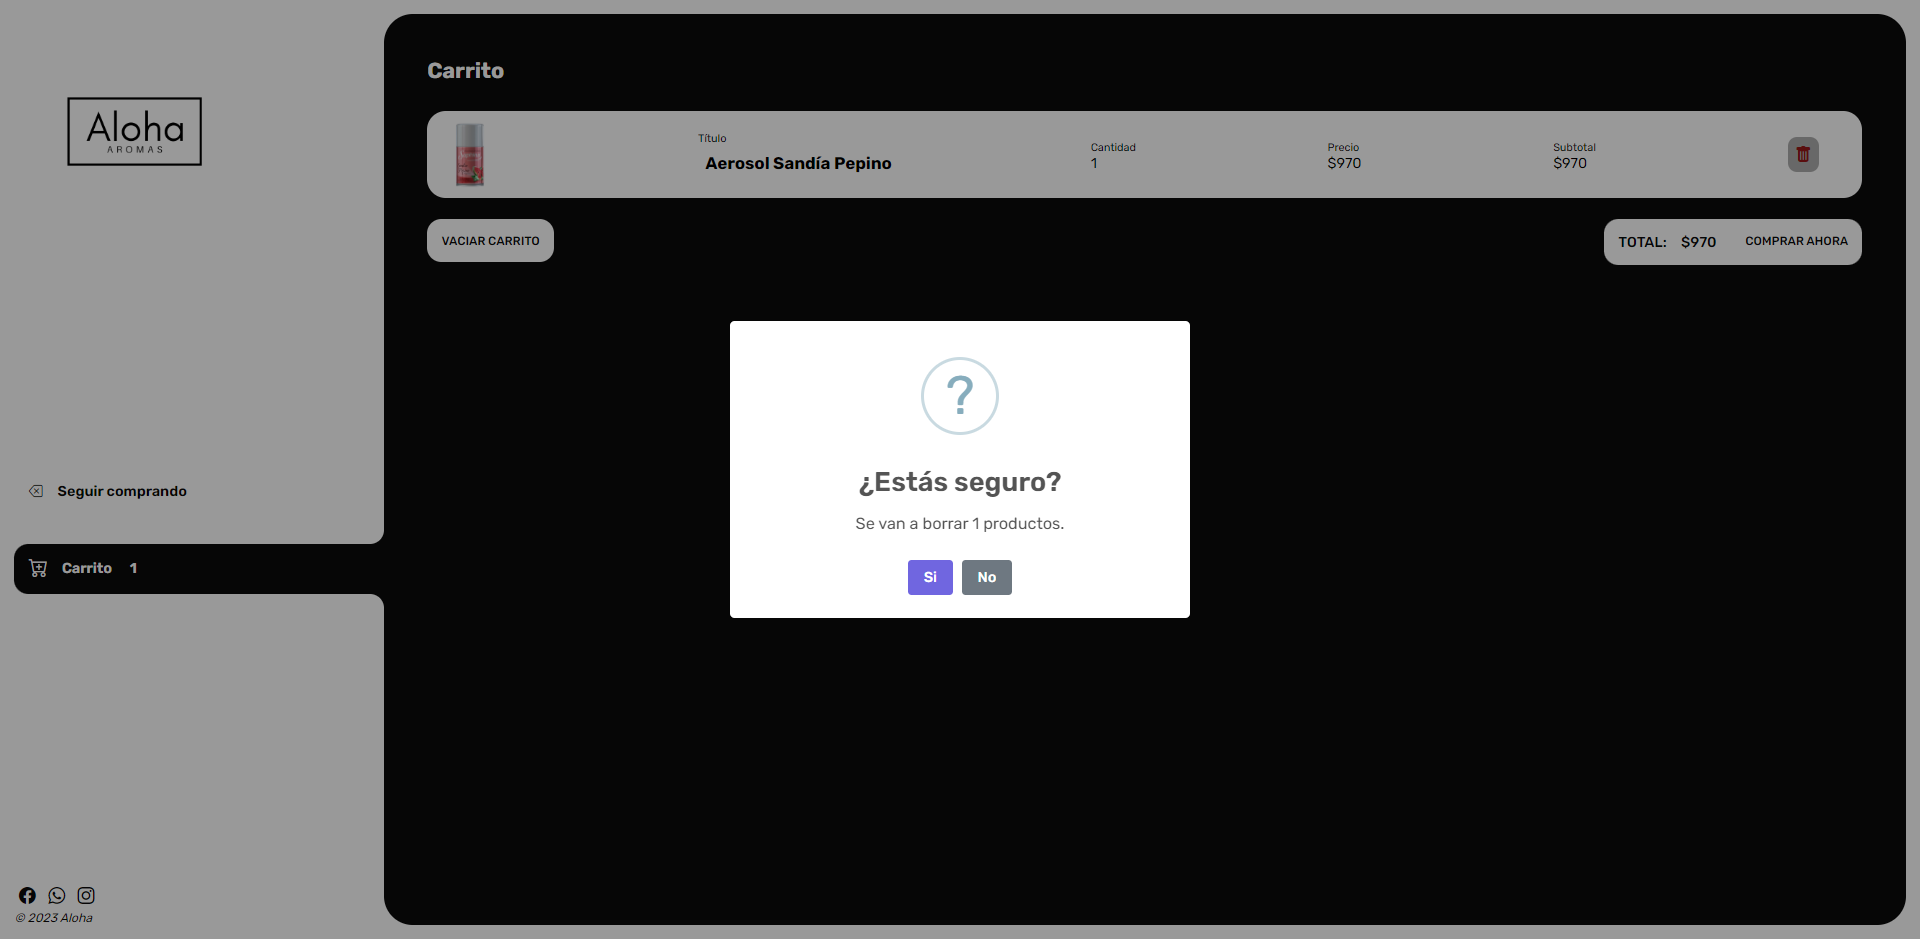 Aloha
AROMAS
Seguir comprando
Carrito 1
© 2023 Aloha
Carrito
Título
Aerosol Sandía Pepino
Cantidad
1
Precio
$970
Subtotal
$970
VACIAR CARRITO
TOTAL: $970 COMPRAR AHORA
?
¿Estás seguro?
Se van a borrar 1 productos.
Si No